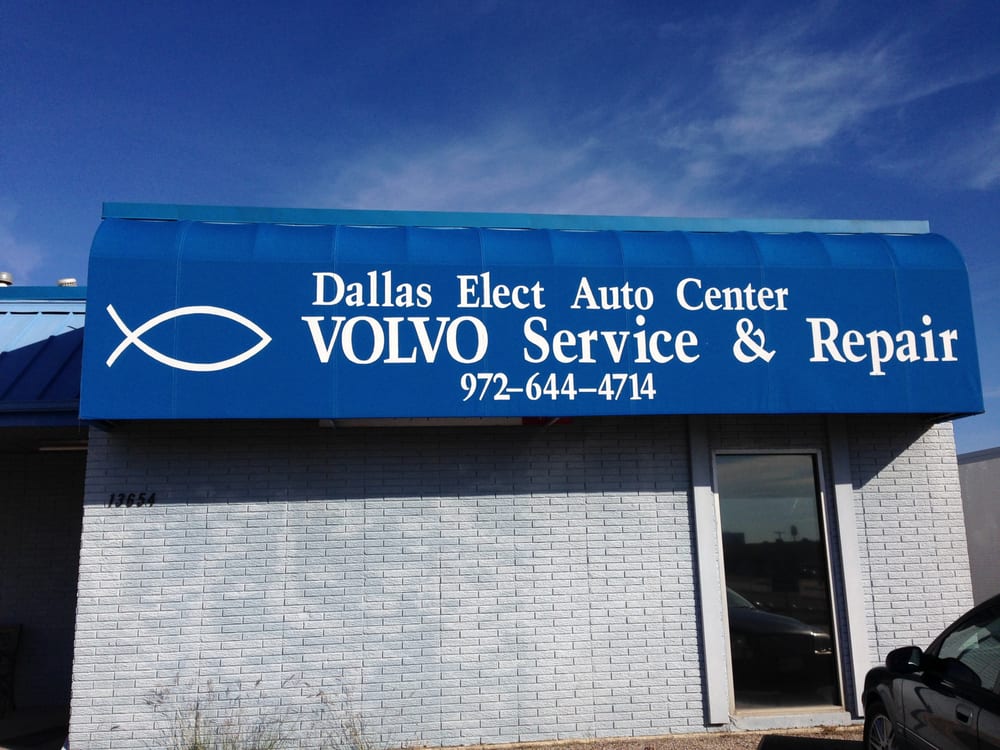 Dallas Elect Auto Center
VOLVO Service & Repair
972-644-4714
13654